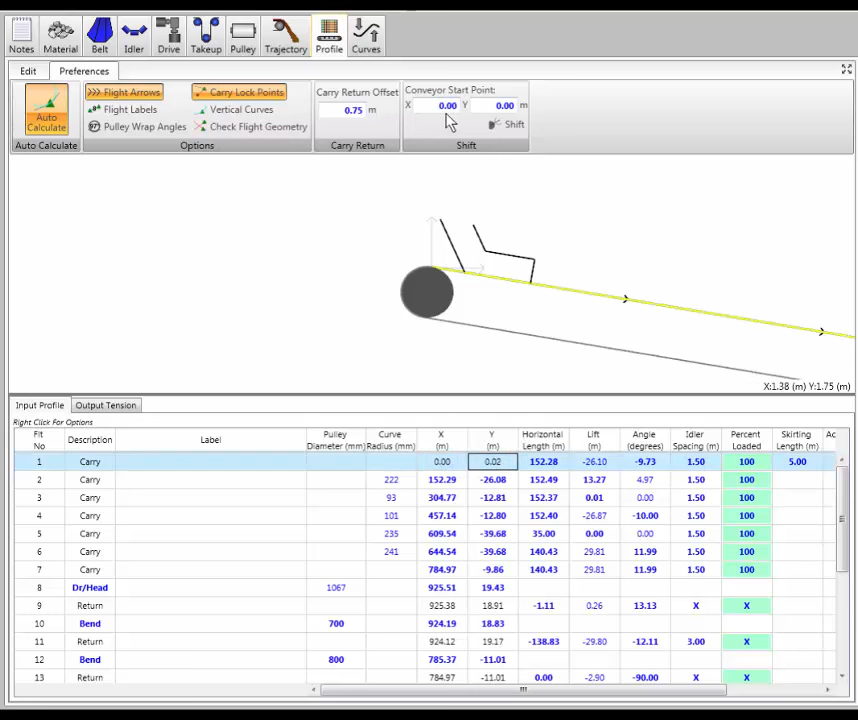 Notes Material Belt Idler Drive Takeup Pulley Trajectory Profile Curves
Edit Preferences
Auto Calculate
Flight Arrows Carry Lock Points
Flight Labels Vertical Curves
Pulley Wrap Angles Check Flight Geometry
Carry Return Offset
0.75 m
Conveyor Start Point:
X 0.00 Y 0.00 m
Shift
Auto Calculate Options Carry Return Shift
X:1.38 (m) Y:1.75 (m)
Input Profile Output Tension
Right Click For Options
Flt No Description Label Pulley Diameter (mm) Curve Radius (mm) X (m) Y (m) Horizontal Length (m) Lift (m) Angle (degrees) Idler Spacing (m) Percent Loaded Skirting Length (m) Ac
1 Carry 0.00 0.02 152.28 -26.10 -9.73 1.50 100 5.00
2 Carry 222 152.29 -26.08 152.49 13.27 4.97 1.50 100
3 Carry 93 304.77 -12.81 152.37 0.01 0.00 1.50 100
4 Carry 101 457.14 -12.80 152.40 -26.87 -10.00 1.50 100
5 Carry 235 609.54 -39.68 35.00 0.00 0.00 1.50 100
6 Carry 241 644.54 -39.68 140.43 29.81 11.99 1.50 100
7 Carry 784.97 -9.86 140.43 29.81 11.99 1.50 100
8 Dr/Head 1067 925.51 19.43
9 Return 925.38 18.91 -1.11 0.26 13.13 X X
10 Bend 700 924.19 18.83
11 Return 924.12 19.17 -138.83 -29.80 -12.11 3.00 X
12 Bend 800 785.37 -11.01
13 Return 784.97 -11.01 0.00 -2.90 -90.00 X X